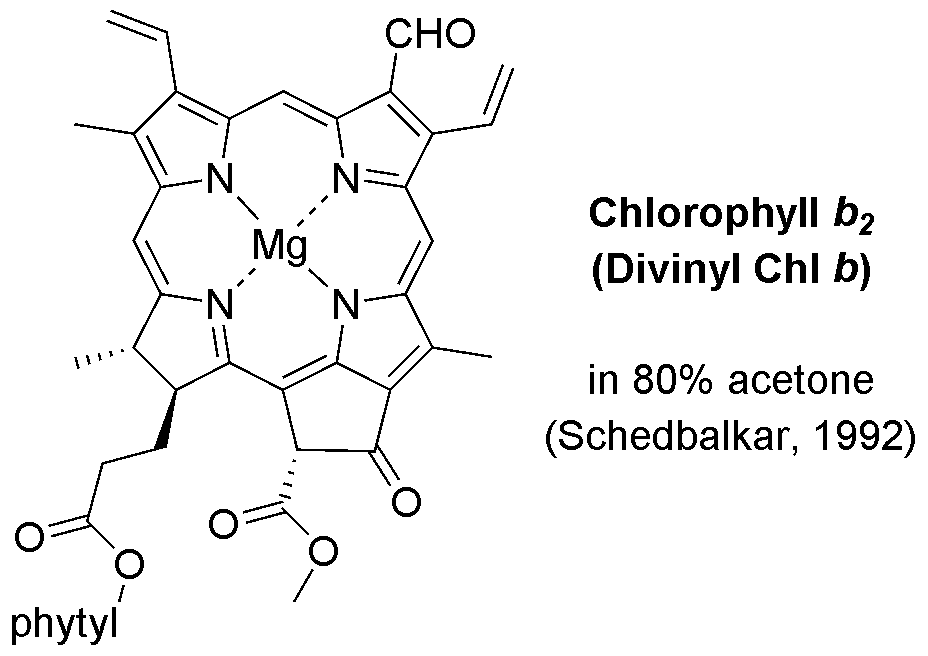 CHO
N
N
Mg
N
N
Chlorophyll b2
(Divinyl Chl b)
in 80% acetone
(Schedbalkar, 1992)
O
O
O
O
O
phytyl